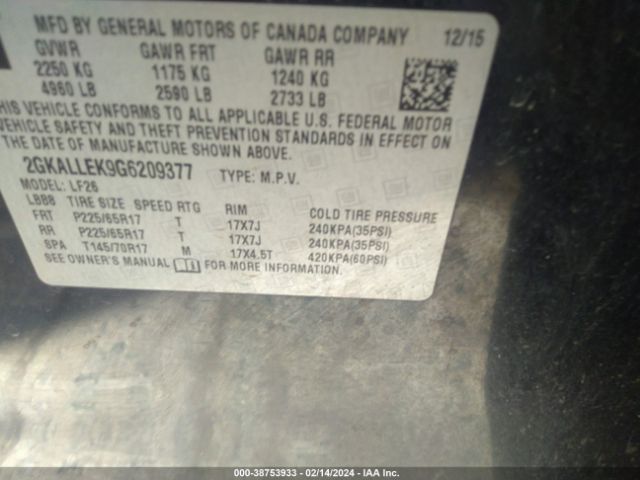 MFD BY GENERAL MOTORS OF CANADA COMPANY 12/15
GVWR GAWR FRT GAWR RR
2250 KG 1175 KG 1240 KG
4960 LB 2590 LB 2733 LB
THIS VEHICLE CONFORMS TO ALL APPLICABLE U.S. FEDERAL MOTOR
VEHICLE SAFETY AND THEFT PREVENTION STANDARDS IN EFFECT ON
THE DATE OF MANUFACTURE SHOWN ABOVE.
2GKALLEK9G6209377 TYPE: M.P.V.
MODEL: LF26
LBB8 TIRE SIZE SPEED RTG RIM COLD TIRE PRESSURE
FRT P225/65R17 T 17X7J 240KPA(35PSI)
RR P225/65R17 T 17X7J 240KPA(35PSI)
SPA T145/70R17 M 17X4.5T 420KPA(60PSI)
SEE OWNER'S MANUAL FOR MORE INFORMATION.
000-38753933 - 02/14/2024 - IAA Inc.